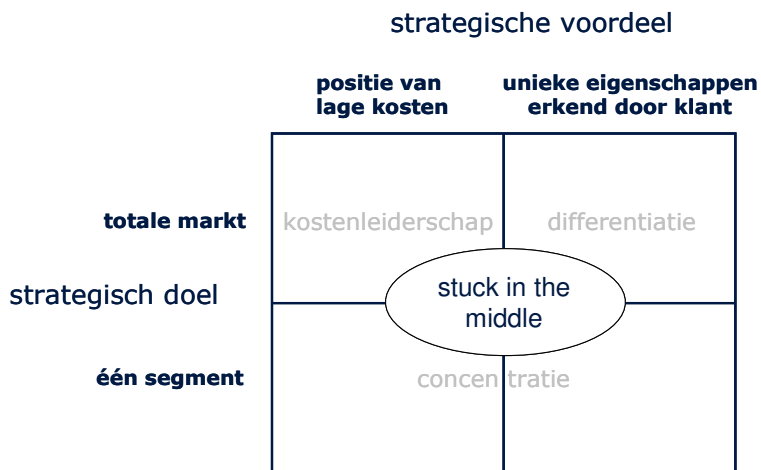 strategische voordeel
positie van
lage kosten
unieke eigenschappen
erkend door klant
totale markt
kostenleiderschap
differentiatie
strategisch doel
stuck in the
middle
één segment
concen tratie